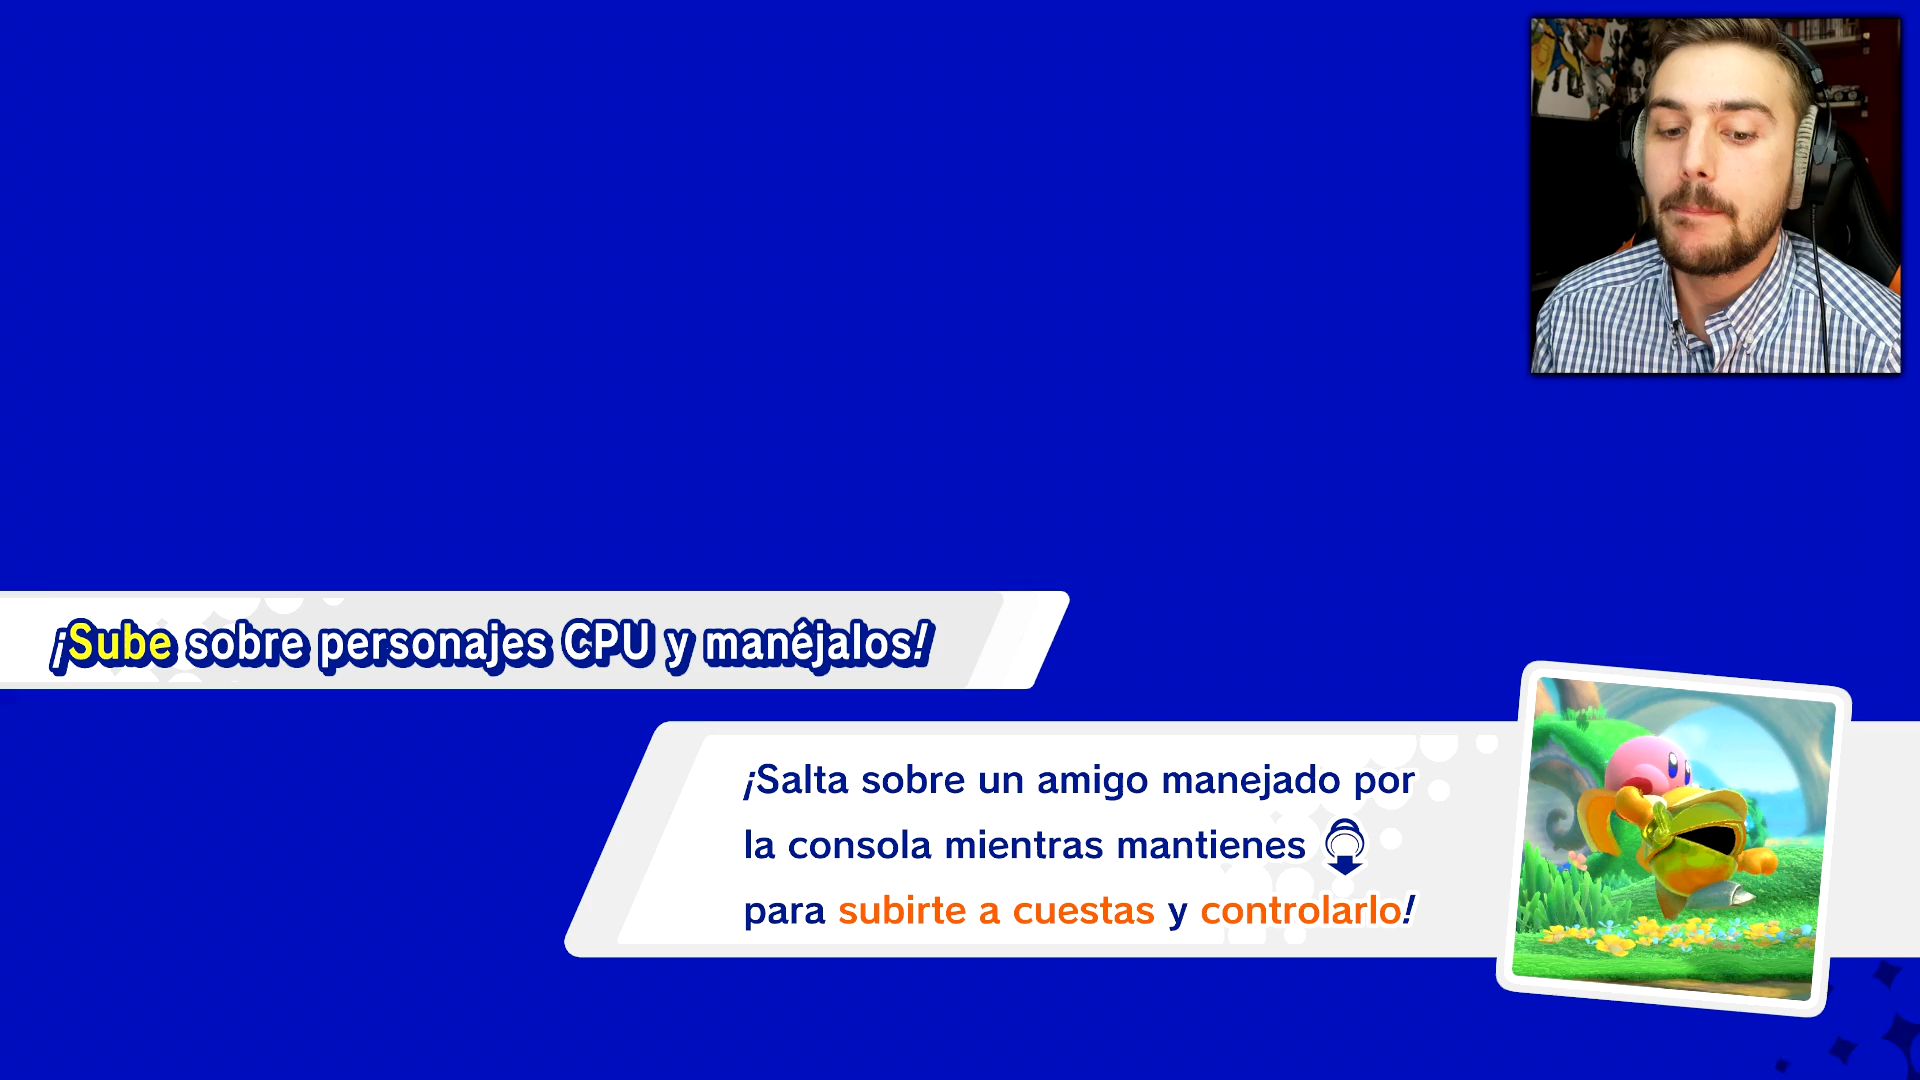 ¡Sube sobre personajes CPU y manéjalos!
¡Salta sobre un amigo manejado por
la consola mientras mantienes
para subirte a cuestas y controlarlo!